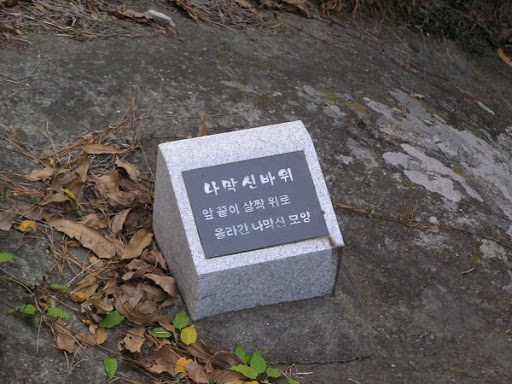 나막신바위
앞 끝이 살짝 위로
올라간 나막신 모양